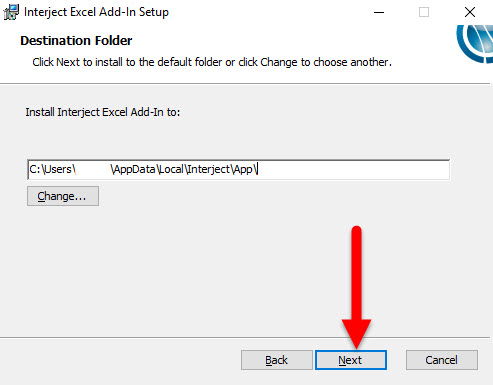 Interject Excel Add-In Setup
Destination Folder
Click Next to install to the default folder or click Change to choose another.
Install Interject Excel Add-In to:
C:\Users\ \AppData\Local\Interject\App\
Change...
Back Next Cancel